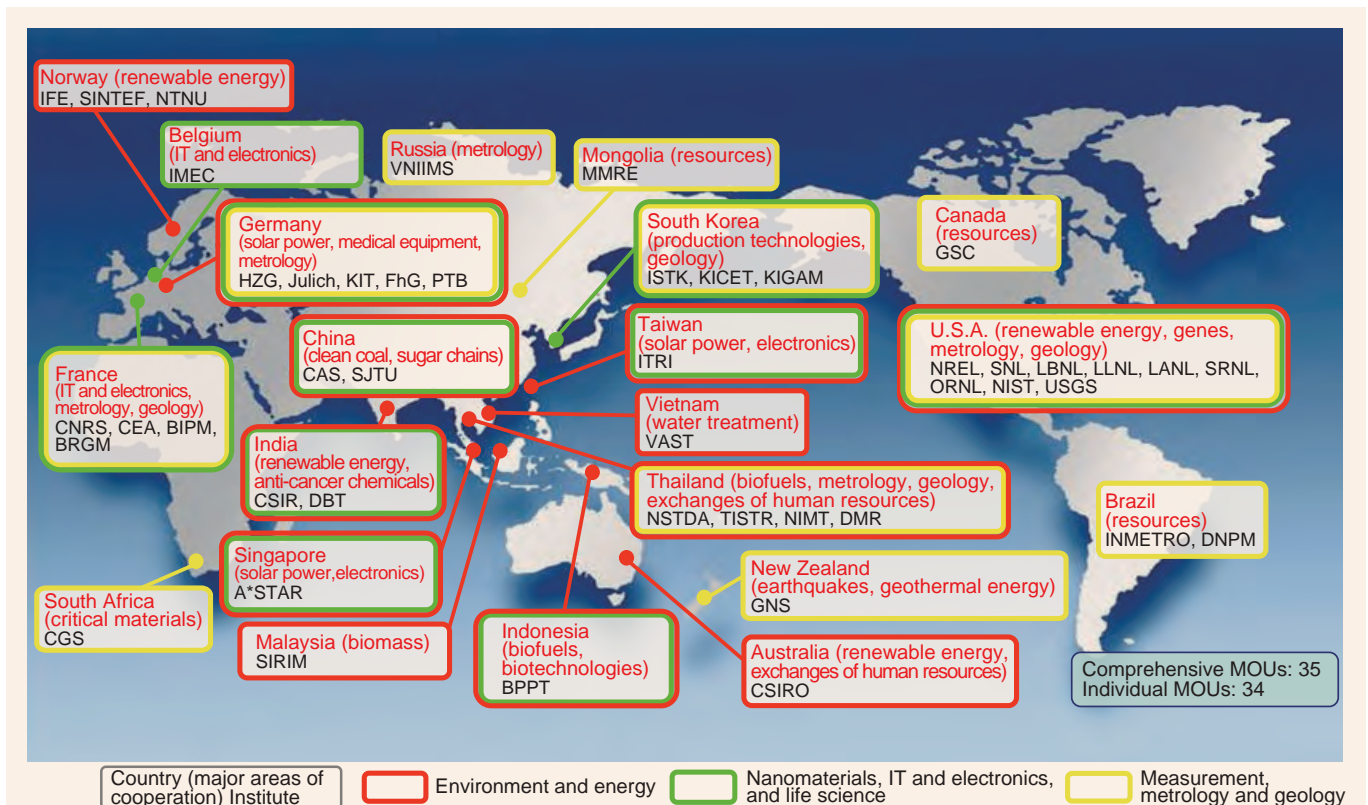 Norway (renewable energy)
IFE, SINTEF, NTNU
Belgium
(IT and electronics)
IMEC
Russia (metrology)
VNIIMS
Mongolia (resources)
MMRE
Germany
(solar power, medical equipment,
metrology)
HZG, Julich, KIT, FhG, PTB
South Korea
(production technologies,
geology)
ISTK, KICET, KIGAM
Canada
(resources)
GSC
China
(clean coal, sugar chains)
CAS, SJTU
Taiwan
(solar power, electronics)
ITRI
U.S.A. (renewable energy, genes,
metrology, geology)
NREL, SNL, LBNL, LLNL, LANL, SRNL,
ORNL, NIST, USGS
France
(IT and electronics,
metrology, geology)
CNRS, CEA, BIPM,
BRGM
Vietnam
(water treatment)
VAST
India
(renewable energy,
anti-cancer chemicals)
CSIR, DBT
Thailand (biofuels, metrology, geology,
exchanges of human resources)
NSTDA, TISTR, NIMT, DMR
Brazil
(resources)
INMETRO, DNPM
Singapore
(solar power,electronics)
A*STAR
New Zealand
(earthquakes, geothermal energy)
GNS
South Africa
(critical materials)
CGS
Malaysia (biomass)
SIRIM
Indonesia
(biofuels,
biotechnologies)
BPPT
Australia (renewable energy,
exchanges of human resources)
CSIRO
Comprehensive MOUs: 35
Individual MOUs: 34
Country (major areas of
cooperation) Institute
Environment and energy
Nanomaterials, IT and electronics,
and life science
Measurement,
metrology and geology